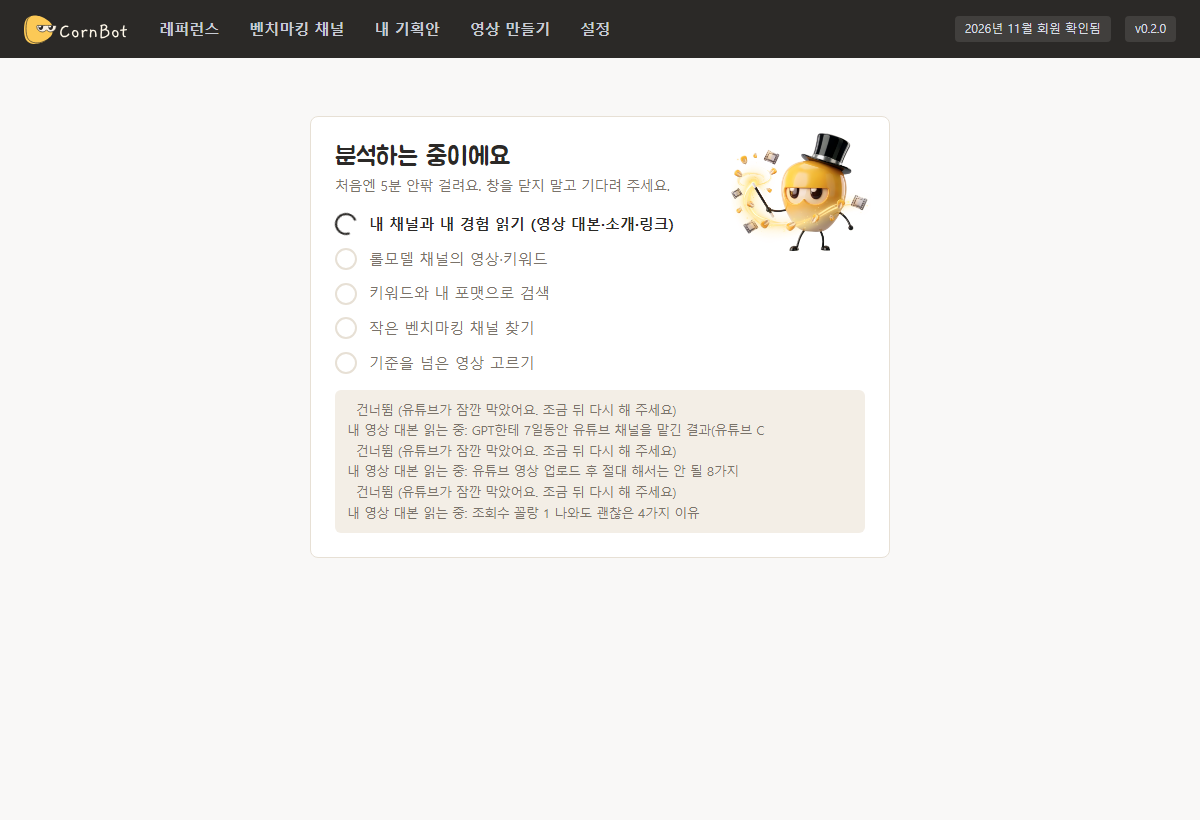 CornBot
레퍼런스
벤치마킹 채널
내 기획안
영상 만들기
설정
2026년 11월 회원 확인됨
v0.2.0
분석하는 중이에요
처음엔 5분 안팎 걸려요. 창을 닫지 말고 기다려 주세요.
내 채널과 내 경험 읽기 (영상 대본·소개·링크)
롤모델 채널의 영상·키워드
키워드와 내 포맷으로 검색
작은 벤치마킹 채널 찾기
기준을 넘은 영상 고르기
건너뜀 (유튜브가 잠깐 막았어요. 조금 뒤 다시 해 주세요)
내 영상 대본 읽는 중: GPT한테 7일동안 유튜브 채널을 맡긴 결과(유튜브 C
건너뜀 (유튜브가 잠깐 막았어요. 조금 뒤 다시 해 주세요)
내 영상 대본 읽는 중: 유튜브 영상 업로드 후 절대 해서는 안 될 8가지
건너뜀 (유튜브가 잠깐 막았어요. 조금 뒤 다시 해 주세요)
내 영상 대본 읽는 중: 조회수 꼴랑 1 나와도 괜찮은 4가지 이유